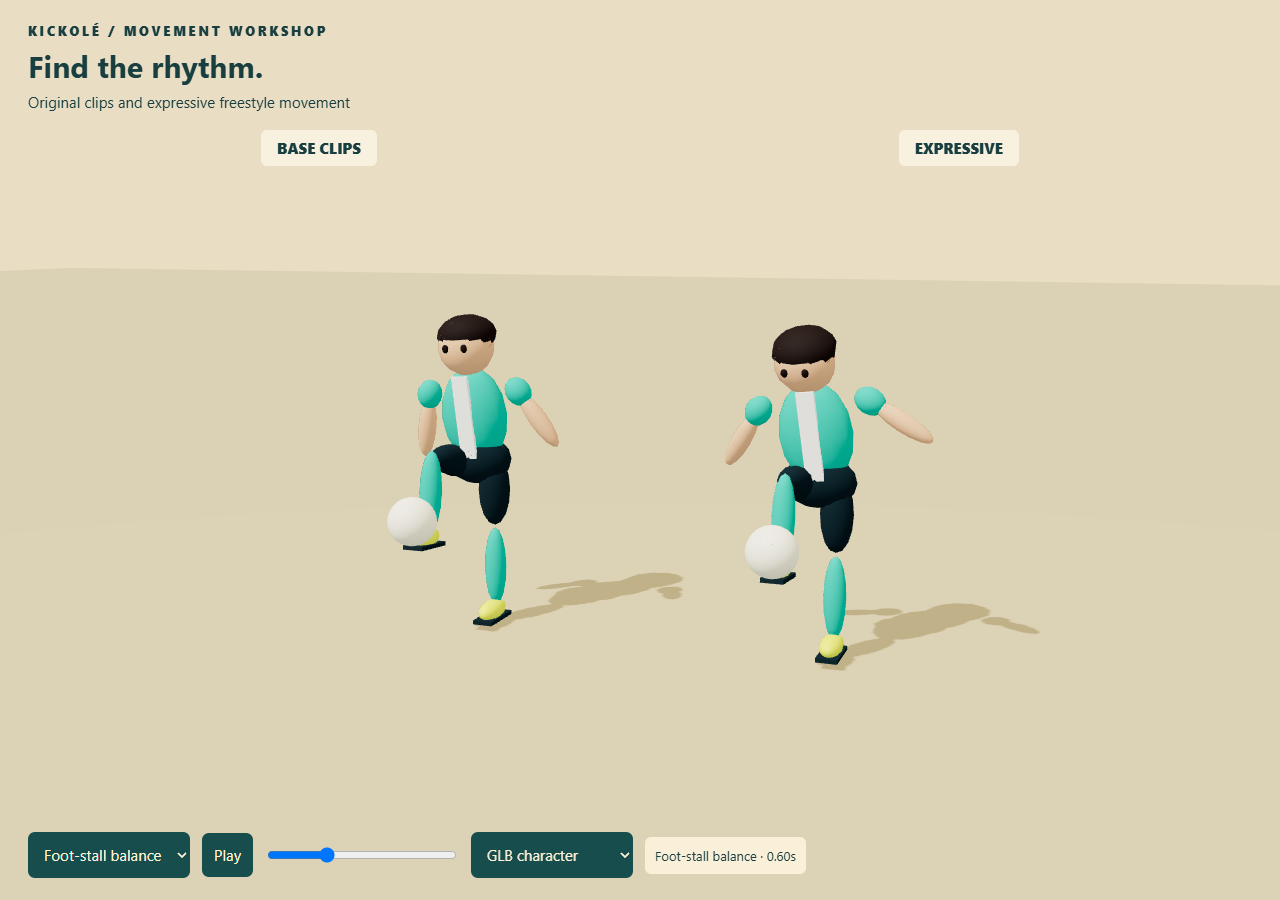 KICKOLÉ / MOVEMENT WORKSHOP
Find the rhythm.
Original clips and expressive freestyle movement
BASE CLIPS
EXPRESSIVE
Foot-stall balance
Play
GLB character
Foot-stall balance · 0.60s